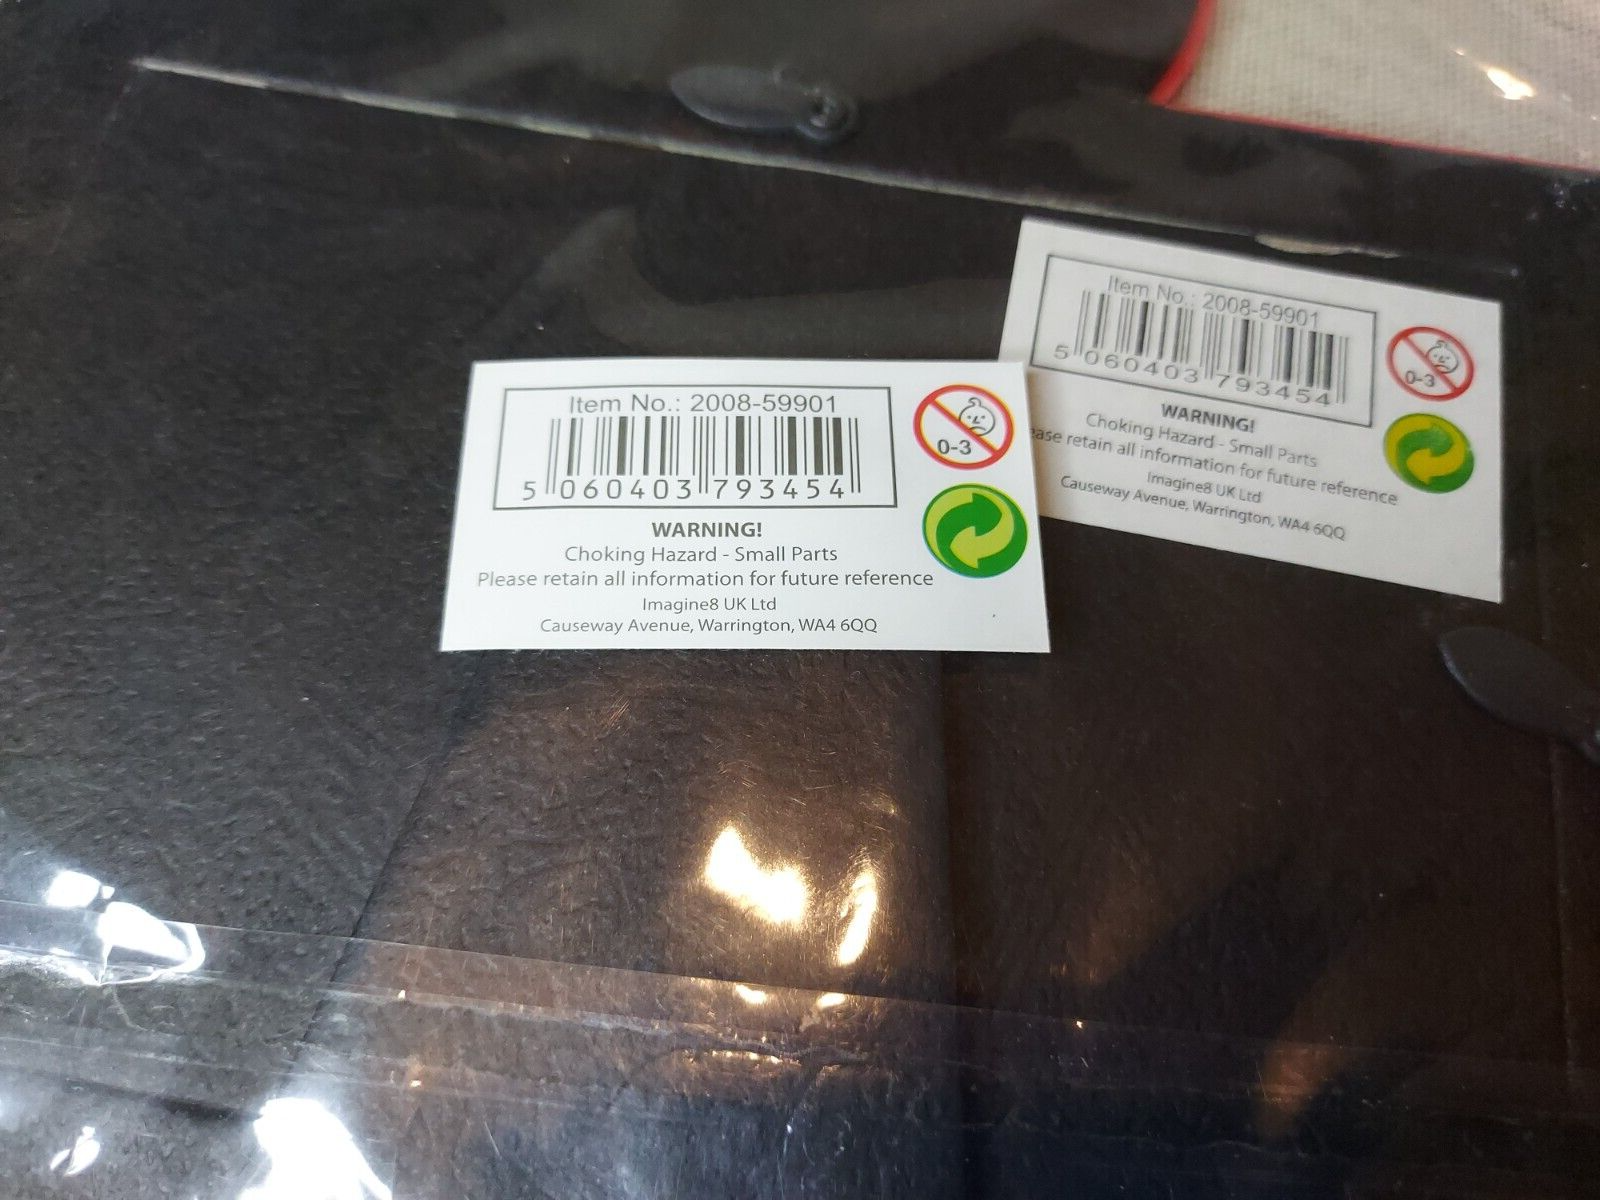 Item No.: 2008-59901
5 060403 793454
0-3
WARNING!
Choking Hazard - Small Parts
Please retain all information for future reference
Imagine8 UK Ltd
Causeway Avenue, Warrington, WA4 6QQ
Item No.: 2008-59901
5 060403 793454
0-3
WARNING!
Choking Hazard - Small Parts
ease retain all information for future reference
Imagine8 UK Ltd
Causeway Avenue, Warrington, WA4 6QQ